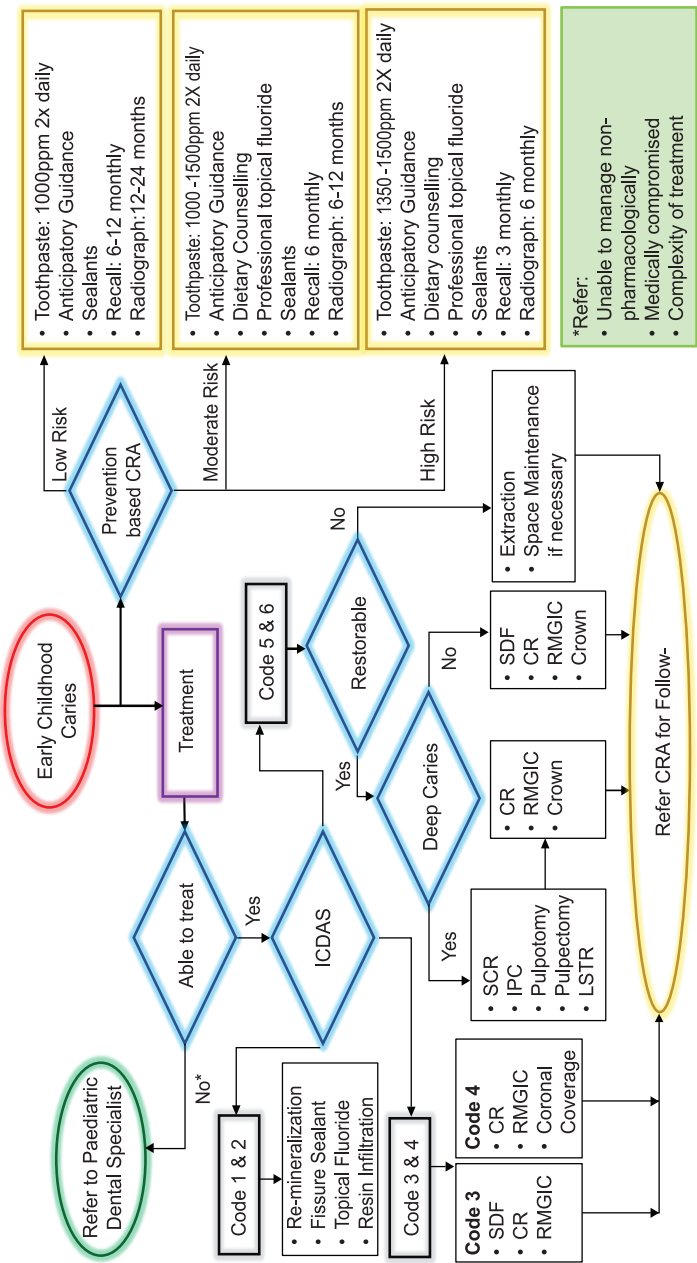 Early Childhood
Caries
Prevention
based CRA
Low Risk
Moderate Risk
High Risk
• Toothpaste: 1000ppm 2x daily
• Anticipatory Guidance
• Sealants
• Recall: 6-12 monthly
• Radiograph:12-24 months
• Toothpaste: 1000 -1500ppm 2X daily
• Anticipatory Guidance
• Dietary Counselling
• Professional topical fluoride
• Sealants
• Recall: 6 monthly
• Radiograph: 6-12 months
• Toothpaste: 1350 -1500ppm 2X daily
• Anticipatory Guidance
• Dietary counselling
• Professional topical fluoride
• Sealants
• Recall: 3 monthly
• Radiograph: 6 monthly
Treatment
Able to treat
No*
Refer to Paediatric
Dental Specialist
Yes
ICDAS
Code 1 & 2
• Re-mineralization
• Fissure Sealant
• Topical Fluoride
• Resin Infiltration
Code 3 & 4
Code 3
• SDF
• CR
• RMGIC
Code 4
• CR
• RMGIC
• Coronal
Coverage
Code 5 & 6
Restorable
Yes
No
Deep Caries
Yes
No
• SCR
• IPC
• Pulpotomy
• Pulpectomy
• LSTR
• CR
• RMGIC
• Crown
• SDF
• CR
• RMGIC
• Crown
• Extraction
• Space Maintenance
if necessary
Refer CRA for Follow-
*Refer:
• Unable to manage non-
pharmacologically
• Medically compromised
• Complexity of treatment